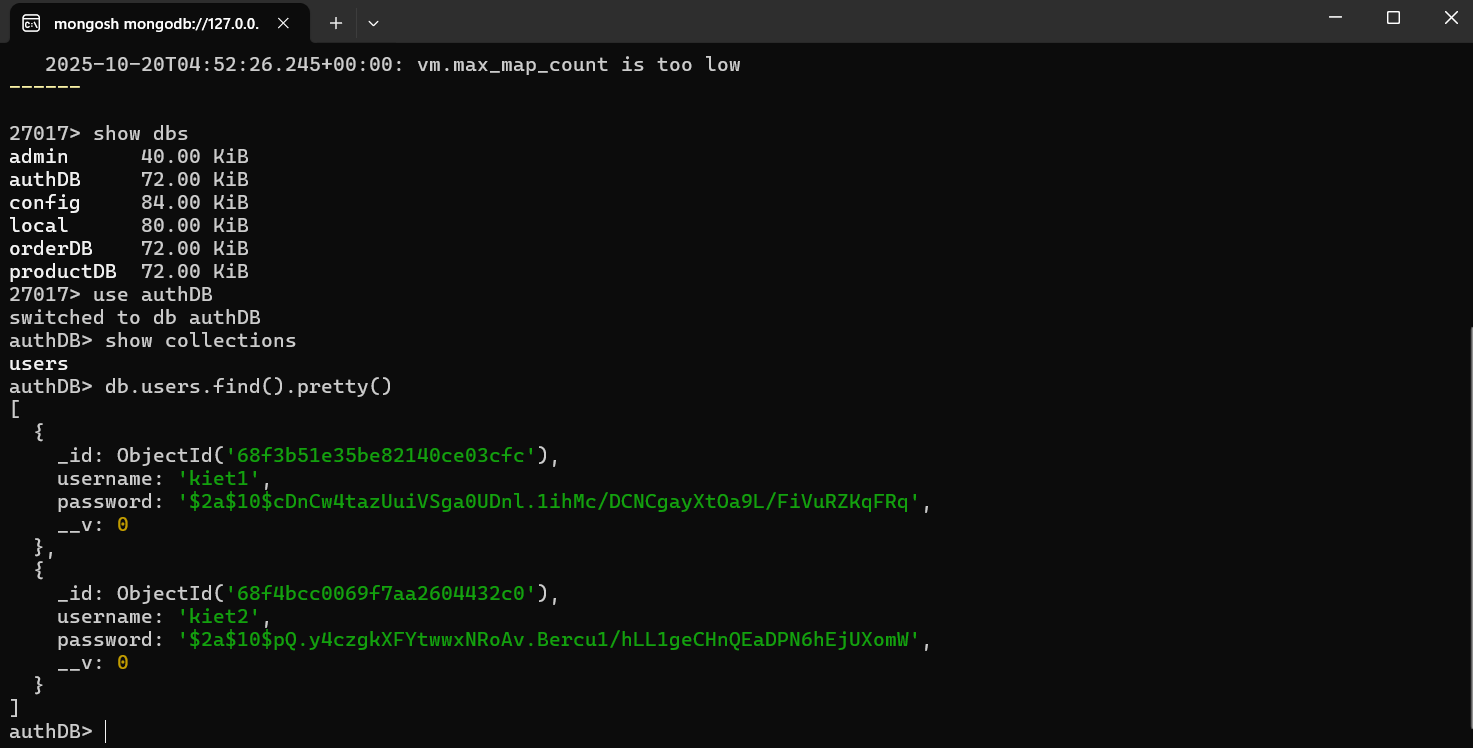 mongosh mongodb://127.0.0.
2025-10-20T04:52:26.245+00:00: vm.max_map_count is too low
------
27017> show dbs
admin      40.00 KiB
authDB     72.00 KiB
config     84.00 KiB
local      80.00 KiB
orderDB    72.00 KiB
productDB  72.00 KiB
27017> use authDB
switched to db authDB
authDB> show collections
users
authDB> db.users.find().pretty()
[
  {
    _id: ObjectId('68f3b51e35be82140ce03cfc'),
    username: 'kiet1',
    password: '$2a$10$cDnCw4tazUuiVSga0UDnl.1ihMc/DCNCgayXtOa9L/FiVuRZKqFRq',
    __v: 0
  },
  {
    _id: ObjectId('68f4bcc0069f7aa2604432c0'),
    username: 'kiet2',
    password: '$2a$10$pQ.y4czgkXFYtwwxNRoAv.Bercu1/hLL1geCHnQEaDPN6hEjUXomW',
    __v: 0
  }
]
authDB>